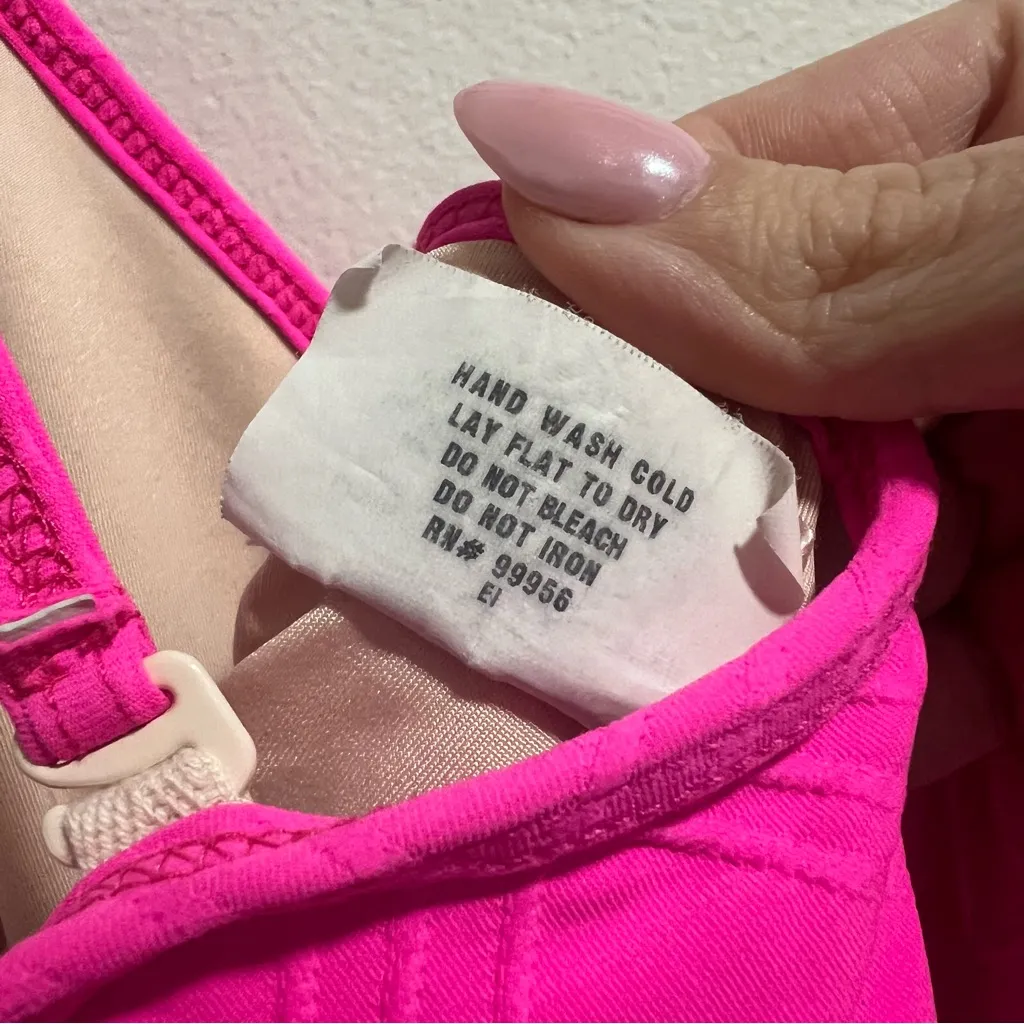 HAND WASH COLD
LAY FLAT TO DRY
DO NOT BLEACH
DO NOT IRON
RN# 99956
EI